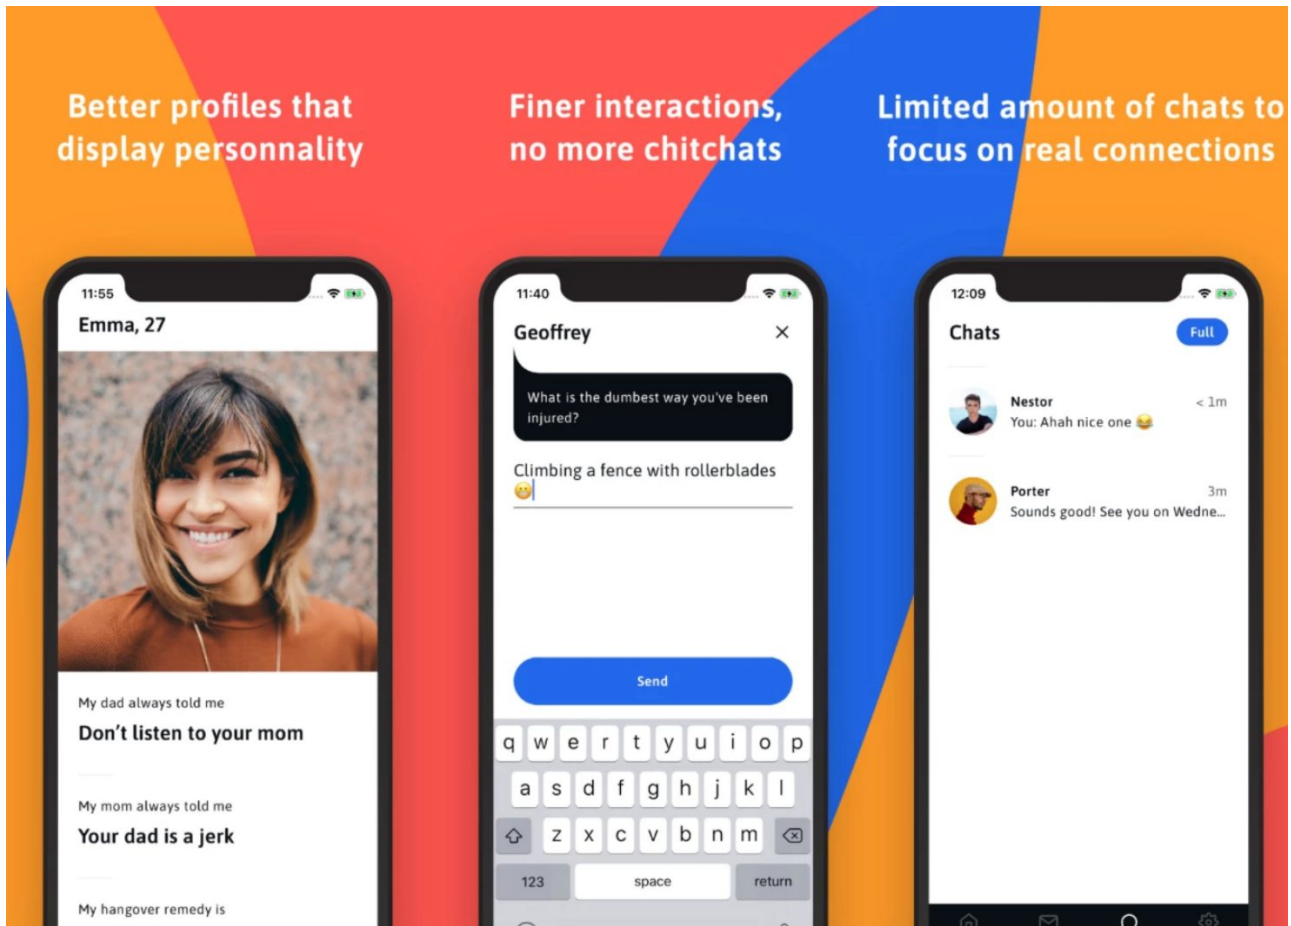 Better profiles that
display personnality
11:55
Emma, 27
My dad always told me
Don't listen to your mom
My mom always told me
Your dad is a jerk
My hangover remedy is
Finer interactions,
no more chitchats
11:40
Geoffrey
What is the dumbest way you've been
injured?
Climbing a fence with rollerblades
😬
Send
q w e r t y u i o p
a s d f g h j k l
z x c v b n m
123 space return
Limited amount of chats to
focus on real connections
12:09
Chats Full
Nestor < 1m
You: Ahah nice one 😂
Porter 3m
Sounds good! See you on Wedne...